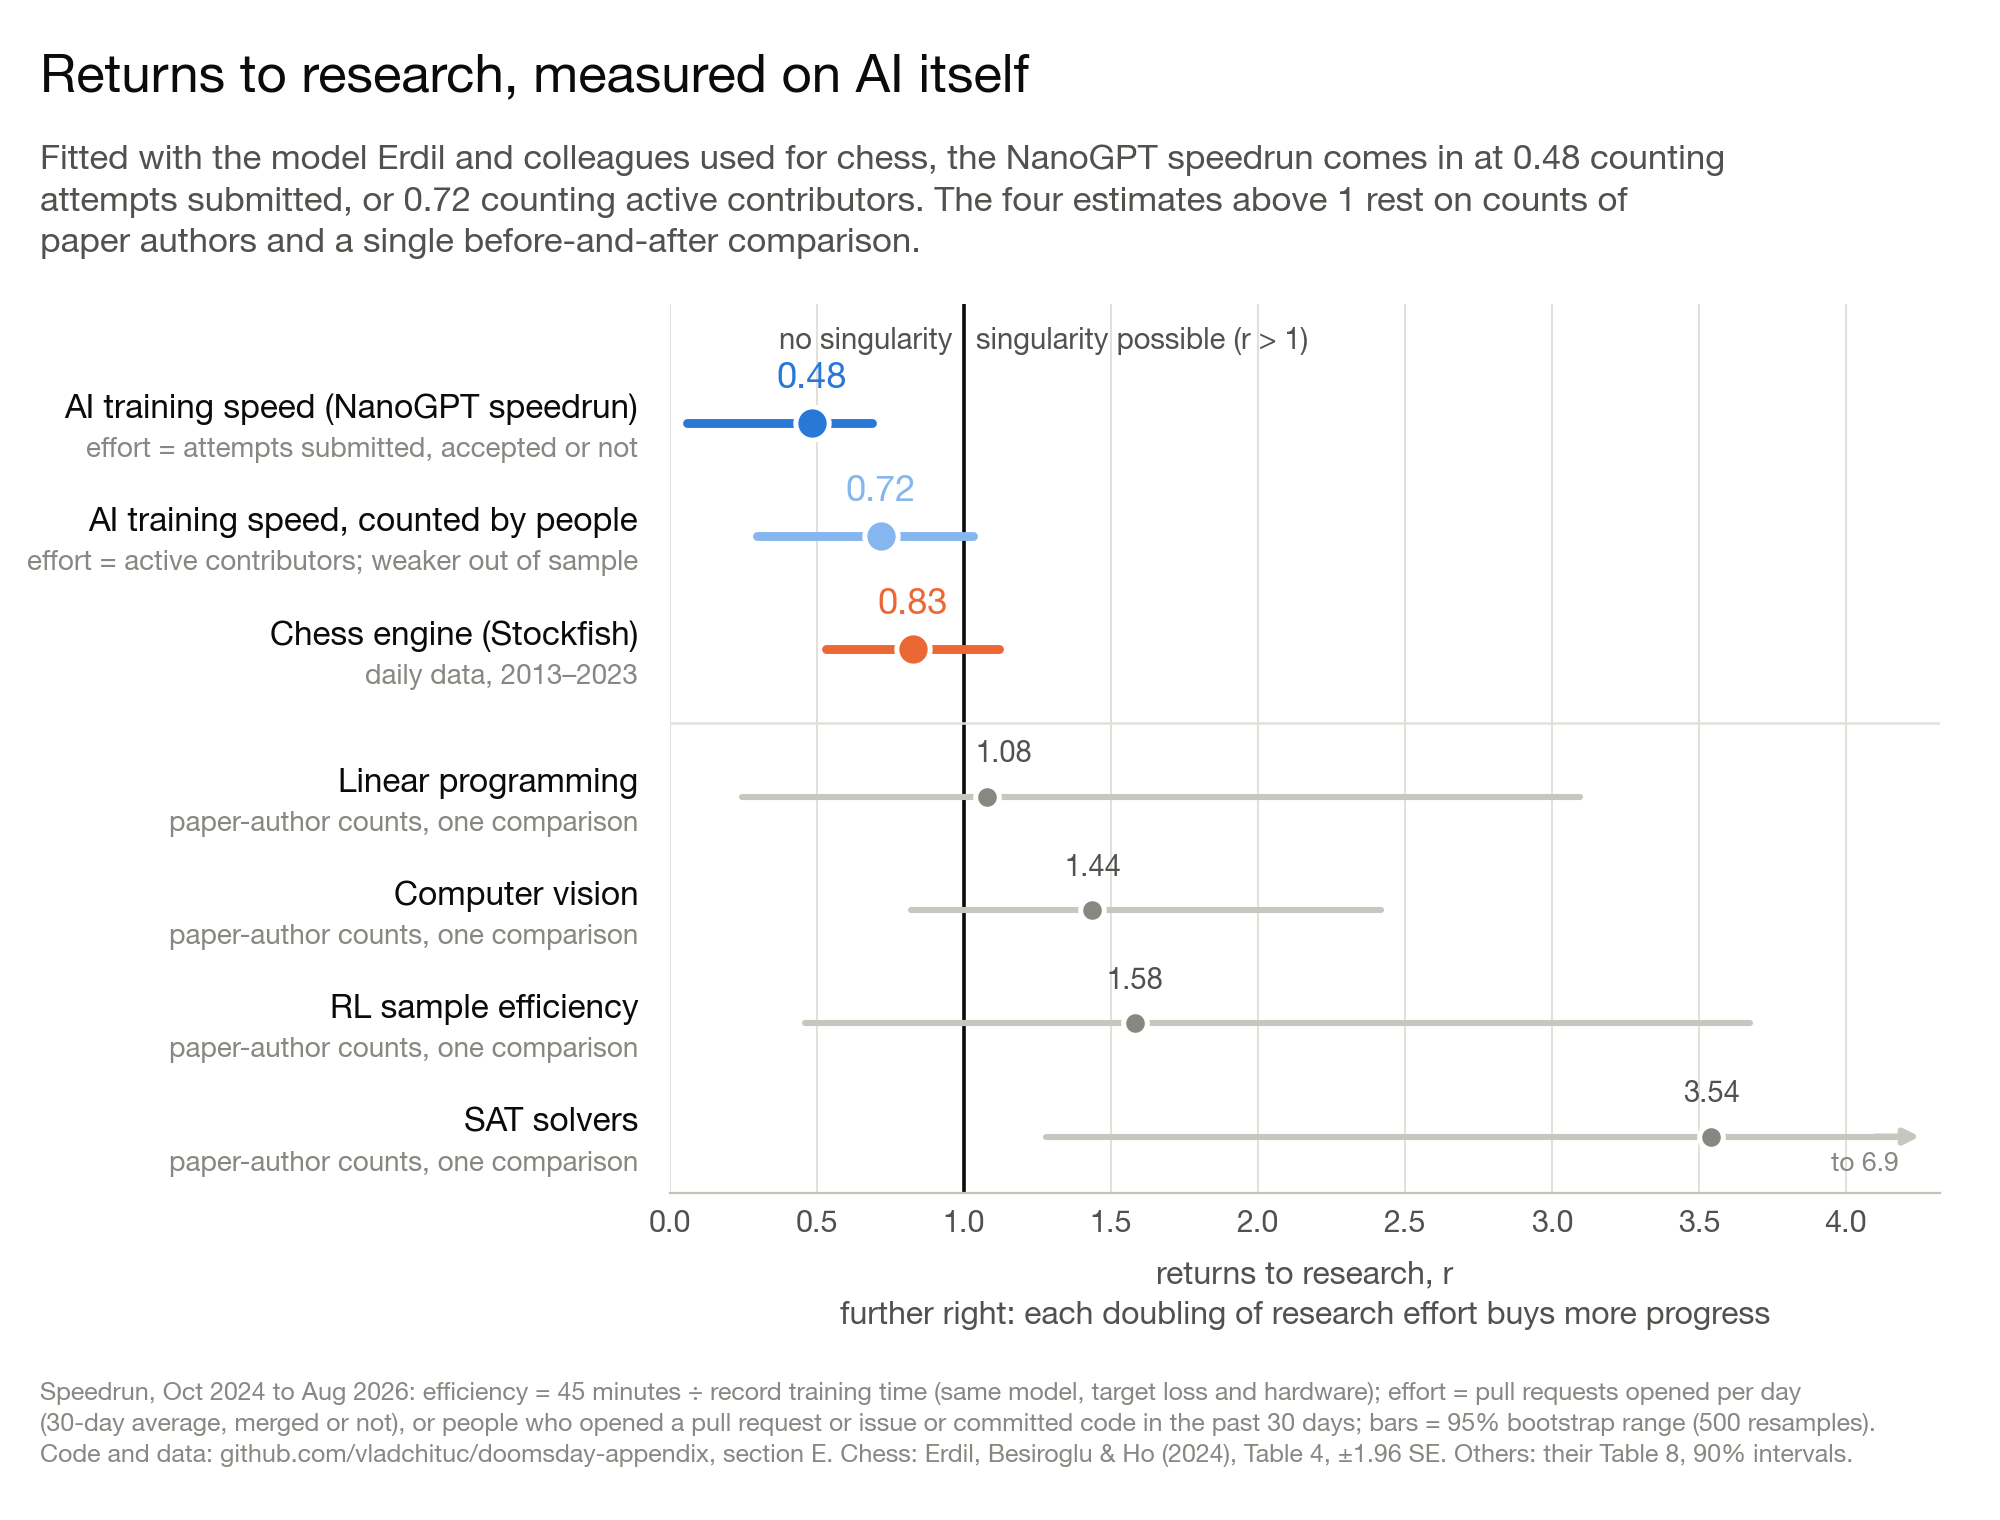 Returns to research, measured on AI itself
Fitted with the model Erdil and colleagues used for chess, the NanoGPT speedrun comes in at 0.48 counting
attempts submitted, or 0.72 counting active contributors. The four estimates above 1 rest on counts of
paper authors and a single before-and-after comparison.
no singularity
singularity possible (r > 1)
0.48
AI training speed (NanoGPT speedrun)
effort = attempts submitted, accepted or not
0.72
AI training speed, counted by people
effort = active contributors; weaker out of sample
0.83
Chess engine (Stockfish)
daily data, 2013–2023
1.08
Linear programming
paper-author counts, one comparison
1.44
Computer vision
paper-author counts, one comparison
1.58
RL sample efficiency
paper-author counts, one comparison
3.54
SAT solvers
paper-author counts, one comparison
to 6.9
0.0 0.5 1.0 1.5 2.0 2.5 3.0 3.5 4.0
returns to research, r
further right: each doubling of research effort buys more progress
Speedrun, Oct 2024 to Aug 2026: efficiency = 45 minutes ÷ record training time (same model, target loss and hardware); effort = pull requests opened per day
(30-day average, merged or not), or people who opened a pull request or issue or committed code in the past 30 days; bars = 95% bootstrap range (500 resamples).
Code and data: github.com/vladchituc/doomsday-appendix, section E. Chess: Erdil, Besiroglu & Ho (2024), Table 4, ±1.96 SE. Others: their Table 8, 90% intervals.